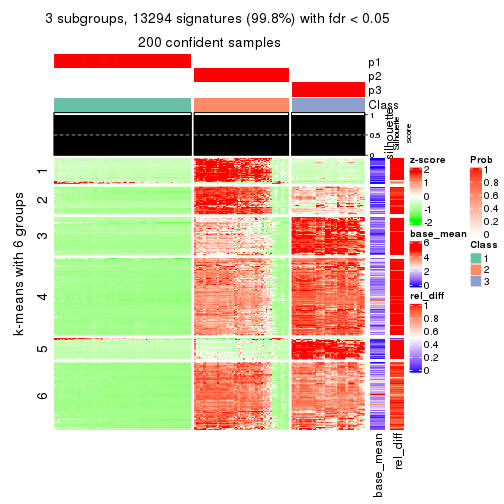 3 subgroups, 13294 signatures (99.8%) with fdr < 0.05
200 confident samples
p1
p2
p3
Class
1
0.5
0
silhouette
Silhouette
score
k-means with 6 groups
1
2
3
4
5
6
base_mean
rel_diff
z-score
2
1
0
-1
-2
base_mean
6
4
2
0
rel_diff
1
0.8
0.6
0.4
0.2
0
Prob
1
0.8
0.6
0.4
0.2
0
Class
1
2
3